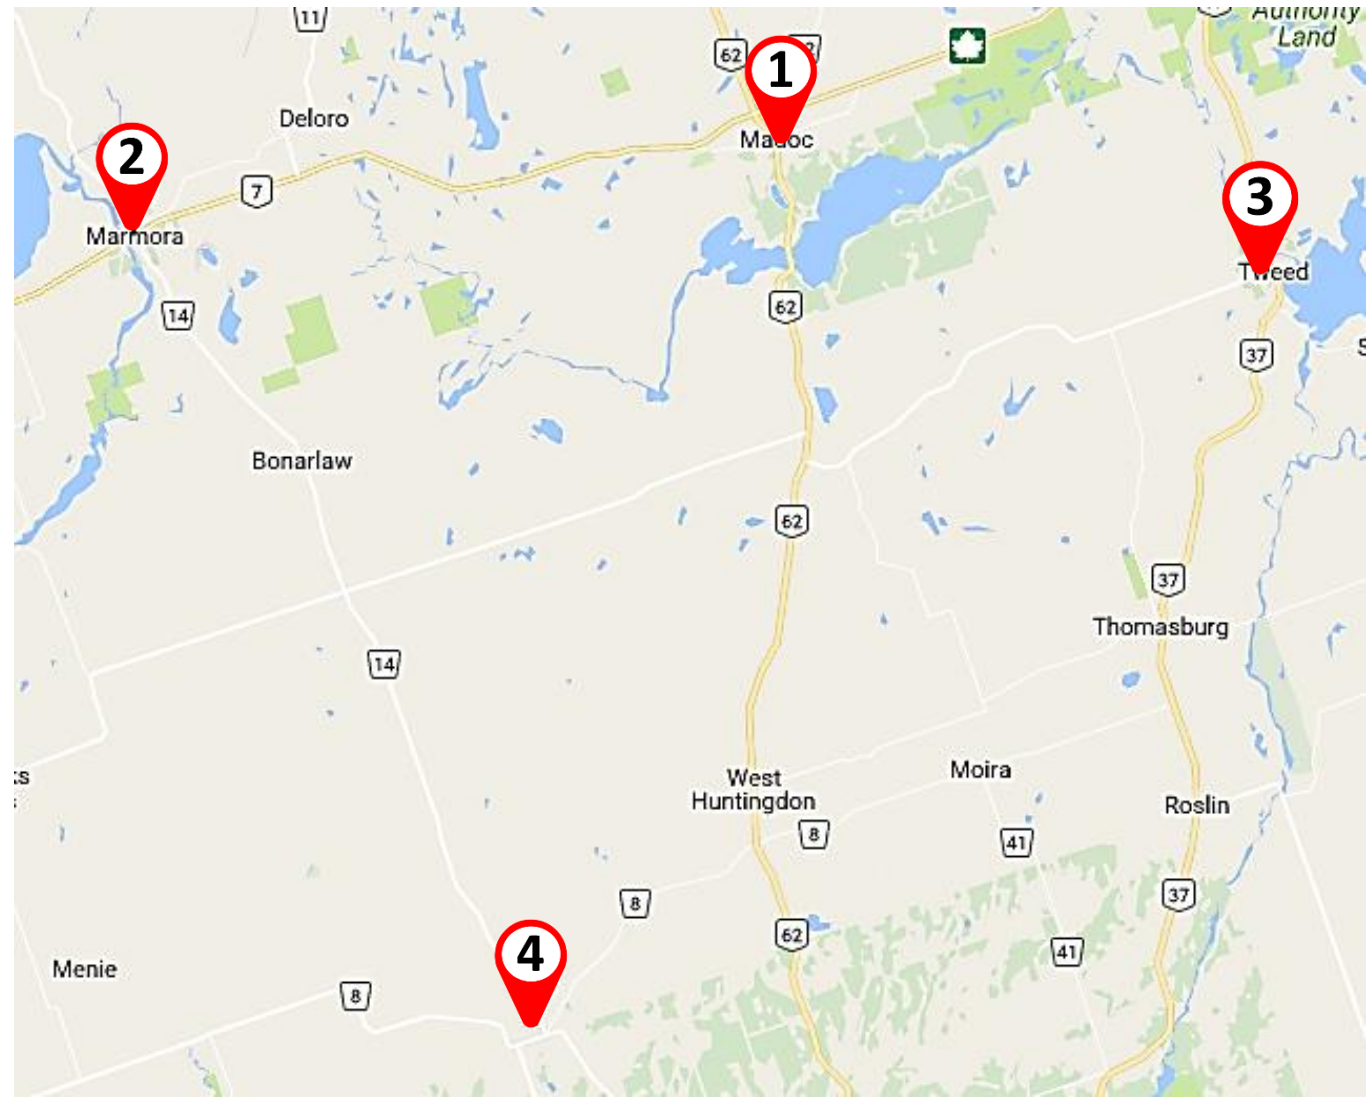 11
Authority
Land
62
1
Deloro
Madoc
2
7
3
Marmora
Tweed
14
62
37
Bonarlaw
62
37
Thomasburg
14
West
Huntingdon
Moira
Roslin
8
41
8
37
4
62
41
Menie
8